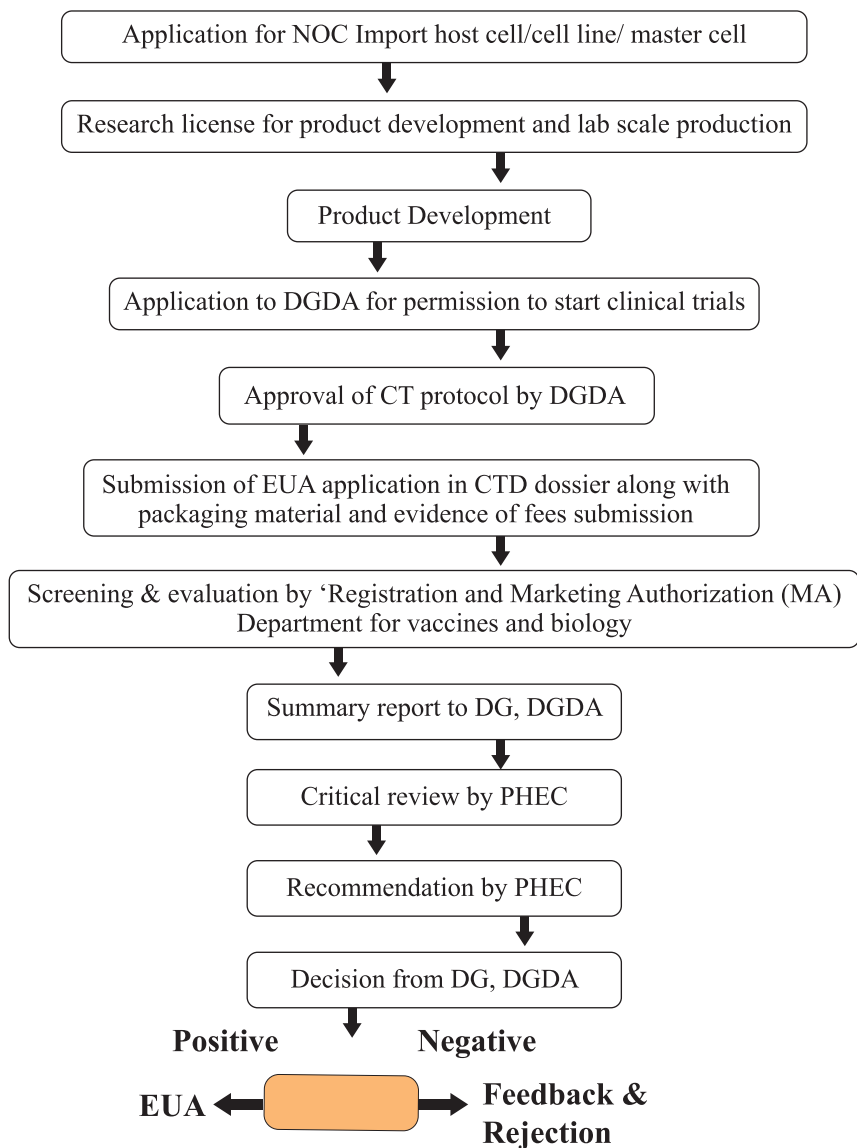 Application for NOC Import host cell/cell line/ master cell
Research license for product development and lab scale production
Product Development
Application to DGDA for permission to start clinical trials
Approval of CT protocol by DGDA
Submission of EUA application in CTD dossier along with
packaging material and evidence of fees submission
Screening & evaluation by ‘Registration and Marketing Authorization (MA)
Department for vaccines and biology
Summary report to DG, DGDA
Critical review by PHEC
Recommendation by PHEC
Decision from DG, DGDA
Positive
Negative
EUA
Feedback &
Rejection